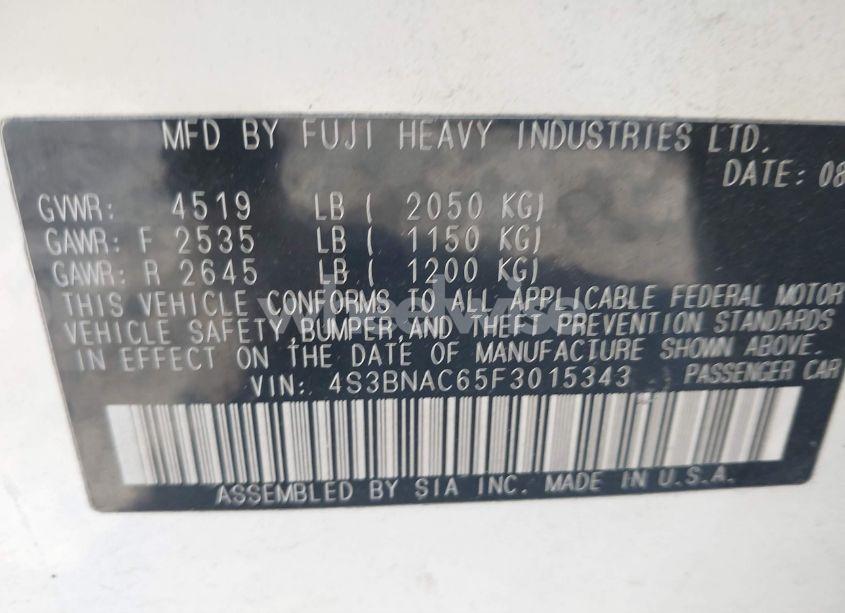 MFD BY FUJI HEAVY INDUSTRIES LTD.
DATE: 08
GVWR: 4519 LB ( 2050 KG)
GAWR: F 2535 LB ( 1150 KG)
GAWR: R 2645 LB ( 1200 KG)
THIS VEHICLE CONFORMS TO ALL APPLICABLE FEDERAL MOTOR
VEHICLE SAFETY, BUMPER, AND THEFT PREVENTION STANDARDS
IN EFFECT ON THE DATE OF MANUFACTURE SHOWN ABOVE.
VIN: 4S3BNAC65F3015343 PASSENGER CAR
ASSEMBLED BY SIA INC. MADE IN U.S.A.